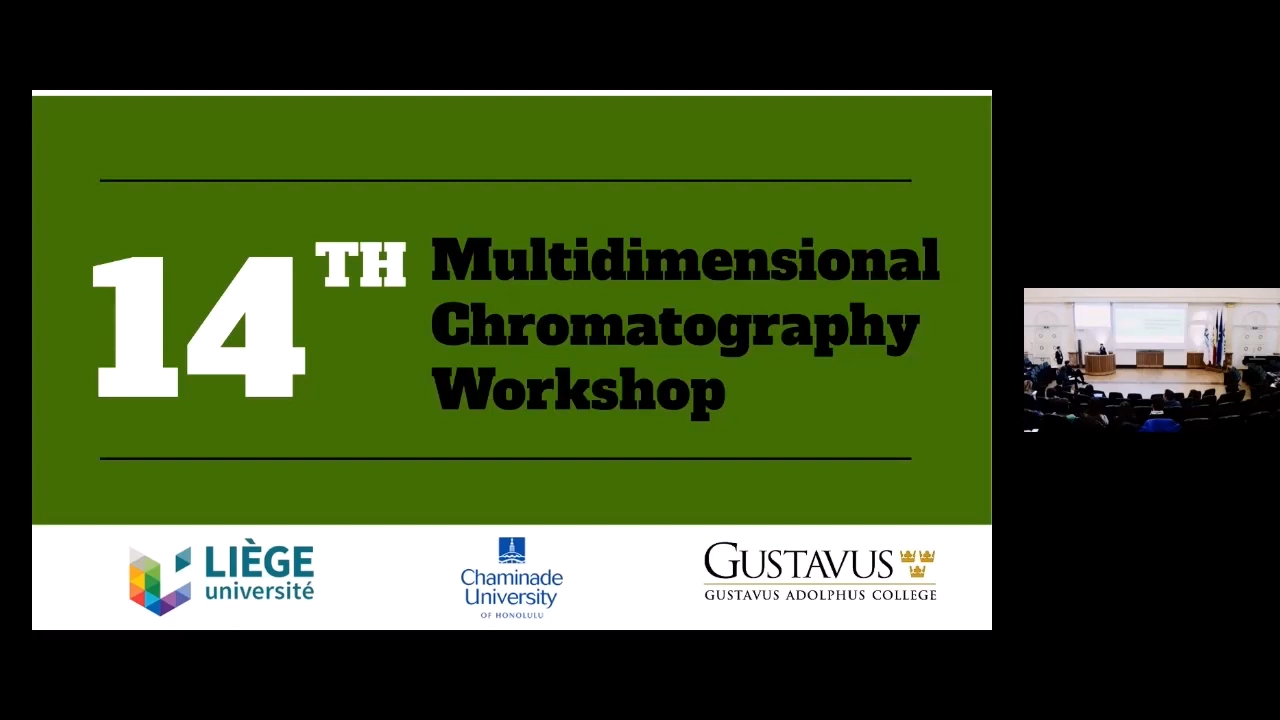 14TH Multidimensional
Chromatography
Workshop
LIÈGE
université
Chaminade
University
OF HONOLULU
GUSTAVUS
GUSTAVUS ADOLPHUS COLLEGE